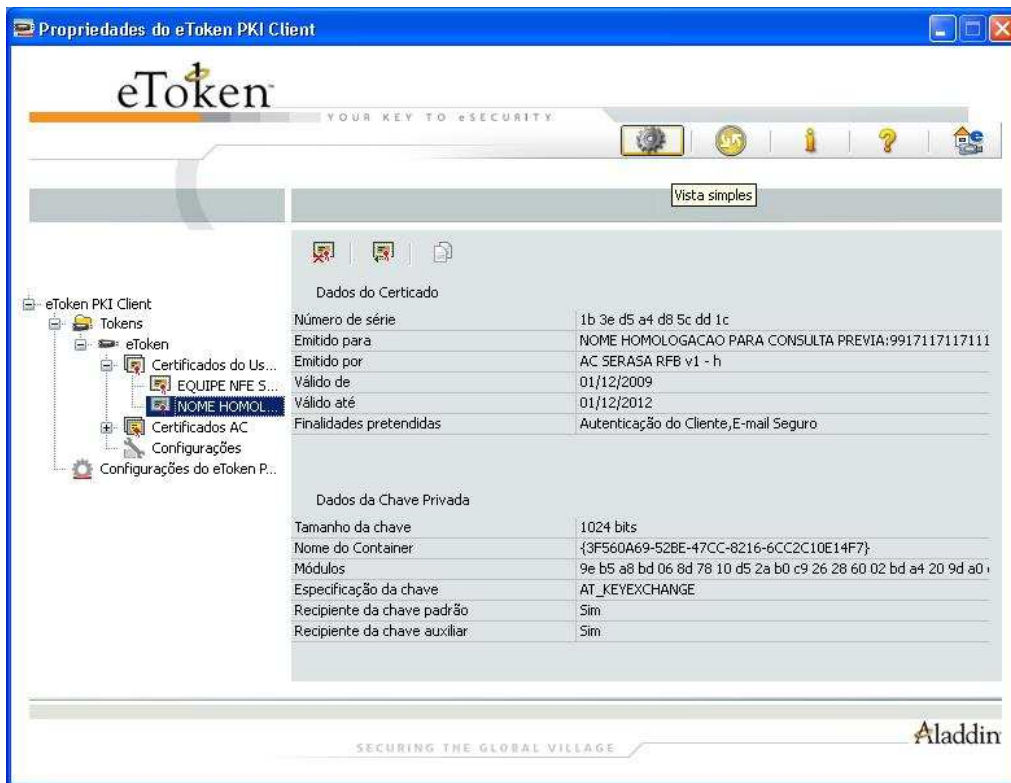 Propriedades do eToken PKI Client
eToken
YOUR KEY TO eSECURITY
Vista simples
eToken PKI Client
Tokens
eToken
Certificados do Us...
EQUIPE NFE S...
NOME HOMOL...
Certificados AC
Configurações
Configurações do eToken P...
Dados do Certicado
Número de série 1b 3e d5 a4 d8 5c dd 1c
Emitido para NOME HOMOLOGACAO PARA CONSULTA PREVIA:9917117117111
Emitido por AC SERASA RFB v1 - h
Válido de 01/12/2009
Válido até 01/12/2012
Finalidades pretendidas Autenticação do Cliente,E-mail Seguro
Dados da Chave Privada
Tamanho da chave 1024 bits
Nome do Container {3F560A69-52BE-47CC-8216-6CC2C10E14F7}
Módulos 9e b5 a8 bd 06 8d 78 10 d5 2a b0 c9 26 28 60 02 bd a4 20 9d a0
Especificação da chave AT_KEYEXCHANGE
Recipiente da chave padrão Sim
Recipiente da chave auxiliar Sim
SECURING THE GLOBAL VILLAGE
Aladdin